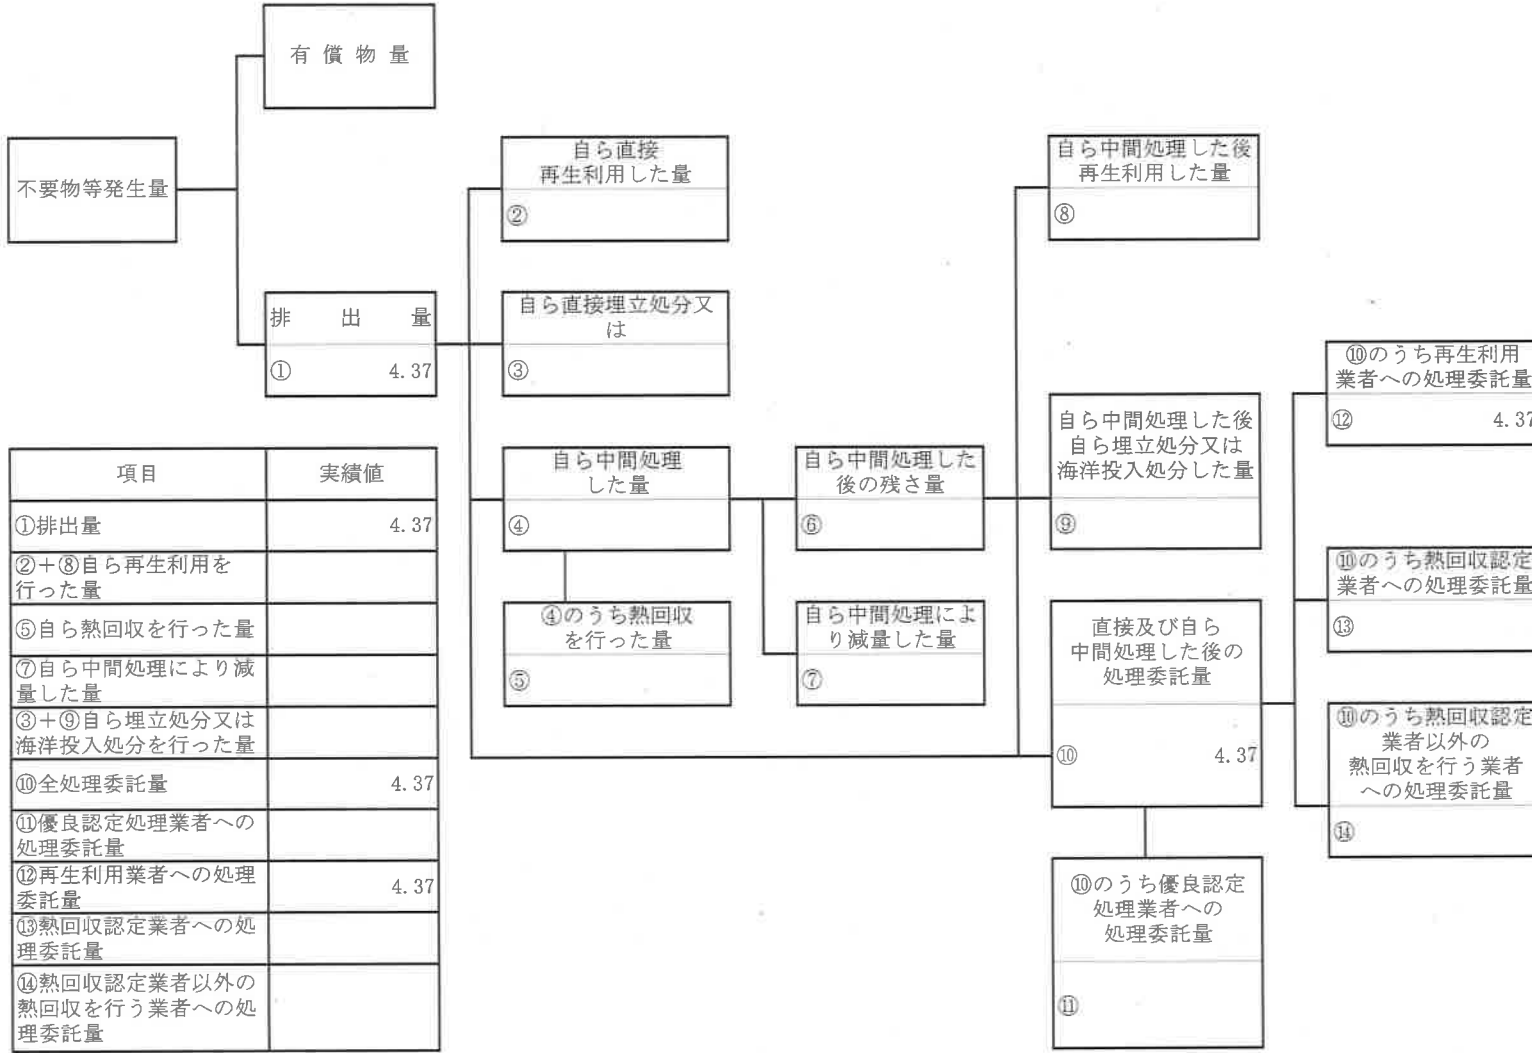 有償物量
不要物等発生量
排出量
① 4.37
自ら直接
再生利用した量
②
自ら直接埋立処分又
は
③
自ら中間処理
した量
④
④のうち熱回収
を行った量
⑤
自ら中間処理した
後の残さ量
⑥
自ら中間処理によ
り減量した量
⑦
自ら中間処理した後
再生利用した量
⑧
自ら中間処理した後
自ら埋立処分又は
海洋投入処分した量
⑨
直接及び自ら
中間処理した後の
処理委託量
⑩ 4.37
⑩のうち優良認定
処理業者への
処理委託量
⑪
⑩のうち再生利用
業者への処理委託量
⑫ 4.37
⑩のうち熱回収認定
業者への処理委託量
⑬
⑩のうち熱回収認定
業者以外の
熱回収を行う業者
への処理委託量
⑭
項目 実績値
①排出量 4.37
②+⑧自ら再生利用を
行った量
⑤自ら熱回収を行った量
⑦自ら中間処理により減
量した量
③+⑨自ら埋立処分又は
海洋投入処分を行った量
⑩全処理委託量 4.37
⑪優良認定処理業者への
処理委託量
⑫再生利用業者への処理
委託量 4.37
⑬熱回収認定業者への処
理委託量
⑭熱回収認定業者以外の
熱回収を行う業者への処
理委託量